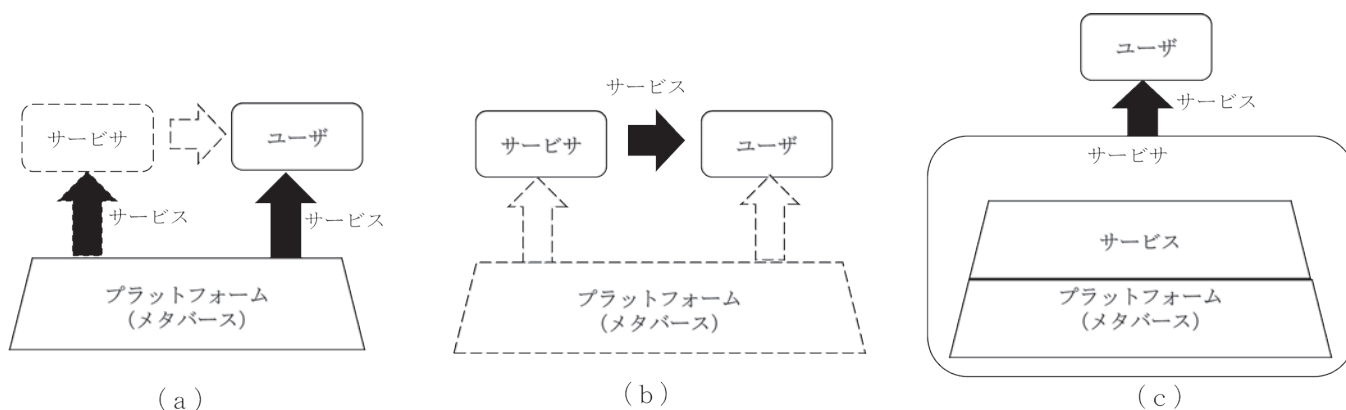 サービサ
ユーザ
サービス
サービス
プラットフォーム
（メタバース）
（a）
サービス
サービサ
ユーザ
プラットフォーム
（メタバース）
（b）
ユーザ
サービス
サービサ
サービス
プラットフォーム
（メタバース）
（c）